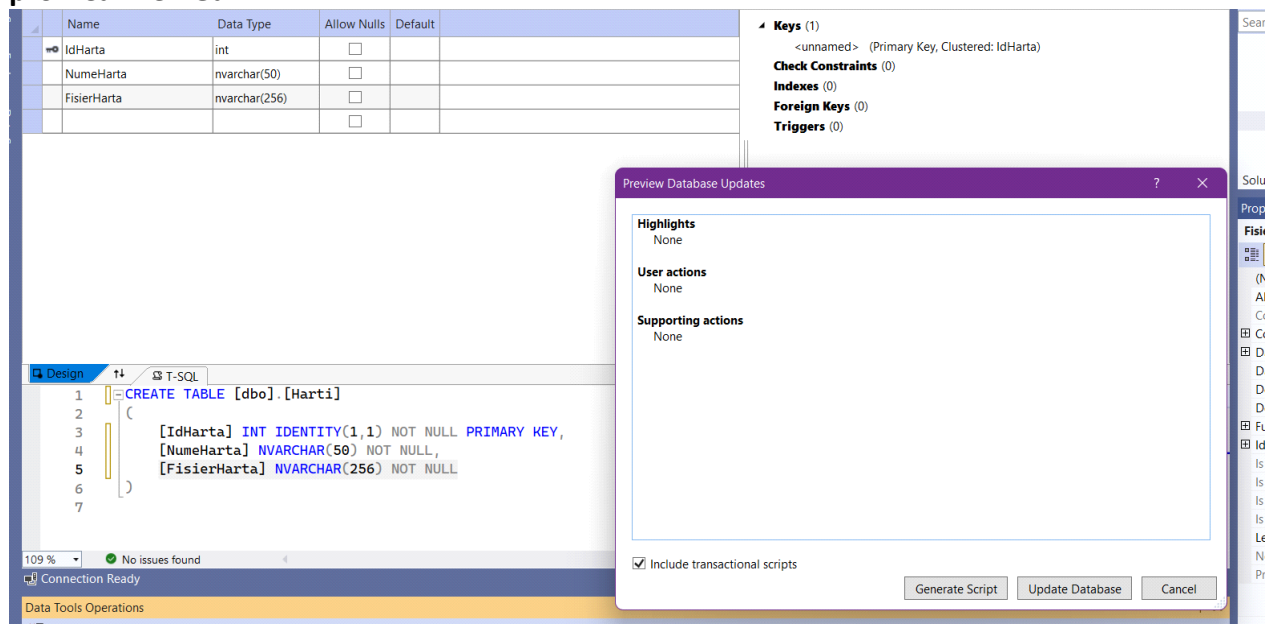 Name Data Type Allow Nulls Default
IdHarta int
NumeHarta nvarchar(50)
FisierHarta nvarchar(256)
Keys (1)
<unnamed> (Primary Key, Clustered: IdHarta)
Check Constraints (0)
Indexes (0)
Foreign Keys (0)
Triggers (0)
Preview Database Updates ? ×
Highlights
None
User actions
None
Supporting actions
None
Include transactional scripts
Generate Script Update Database Cancel
Design T-SQL
1 CREATE TABLE [dbo].[Harti]
2 (
3 [IdHarta] INT IDENTITY(1,1) NOT NULL PRIMARY KEY,
4 [NumeHarta] NVARCHAR(50) NOT NULL,
5 [FisierHarta] NVARCHAR(256) NOT NULL
6 )
7
109 % No issues found
Connection Ready
Data Tools Operations